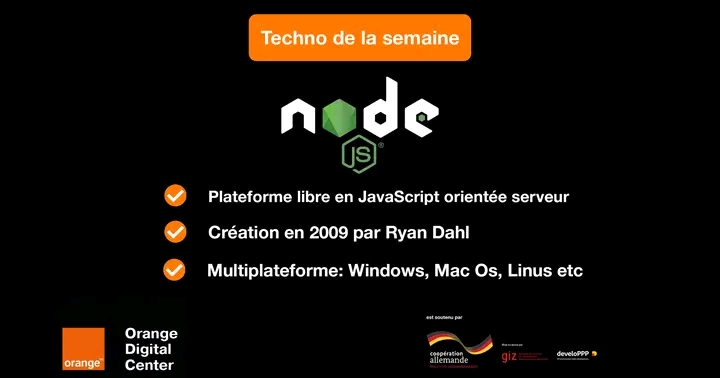 Techno de la semaine
node
JS®
Plateforme libre en JavaScript orientée serveur
Création en 2009 par Ryan Dahl
Multiplateforme: Windows, Mac Os, Linus etc
orange™
Orange
Digital
Center
est soutenu par
coopération
allemande
giz
develoPPP